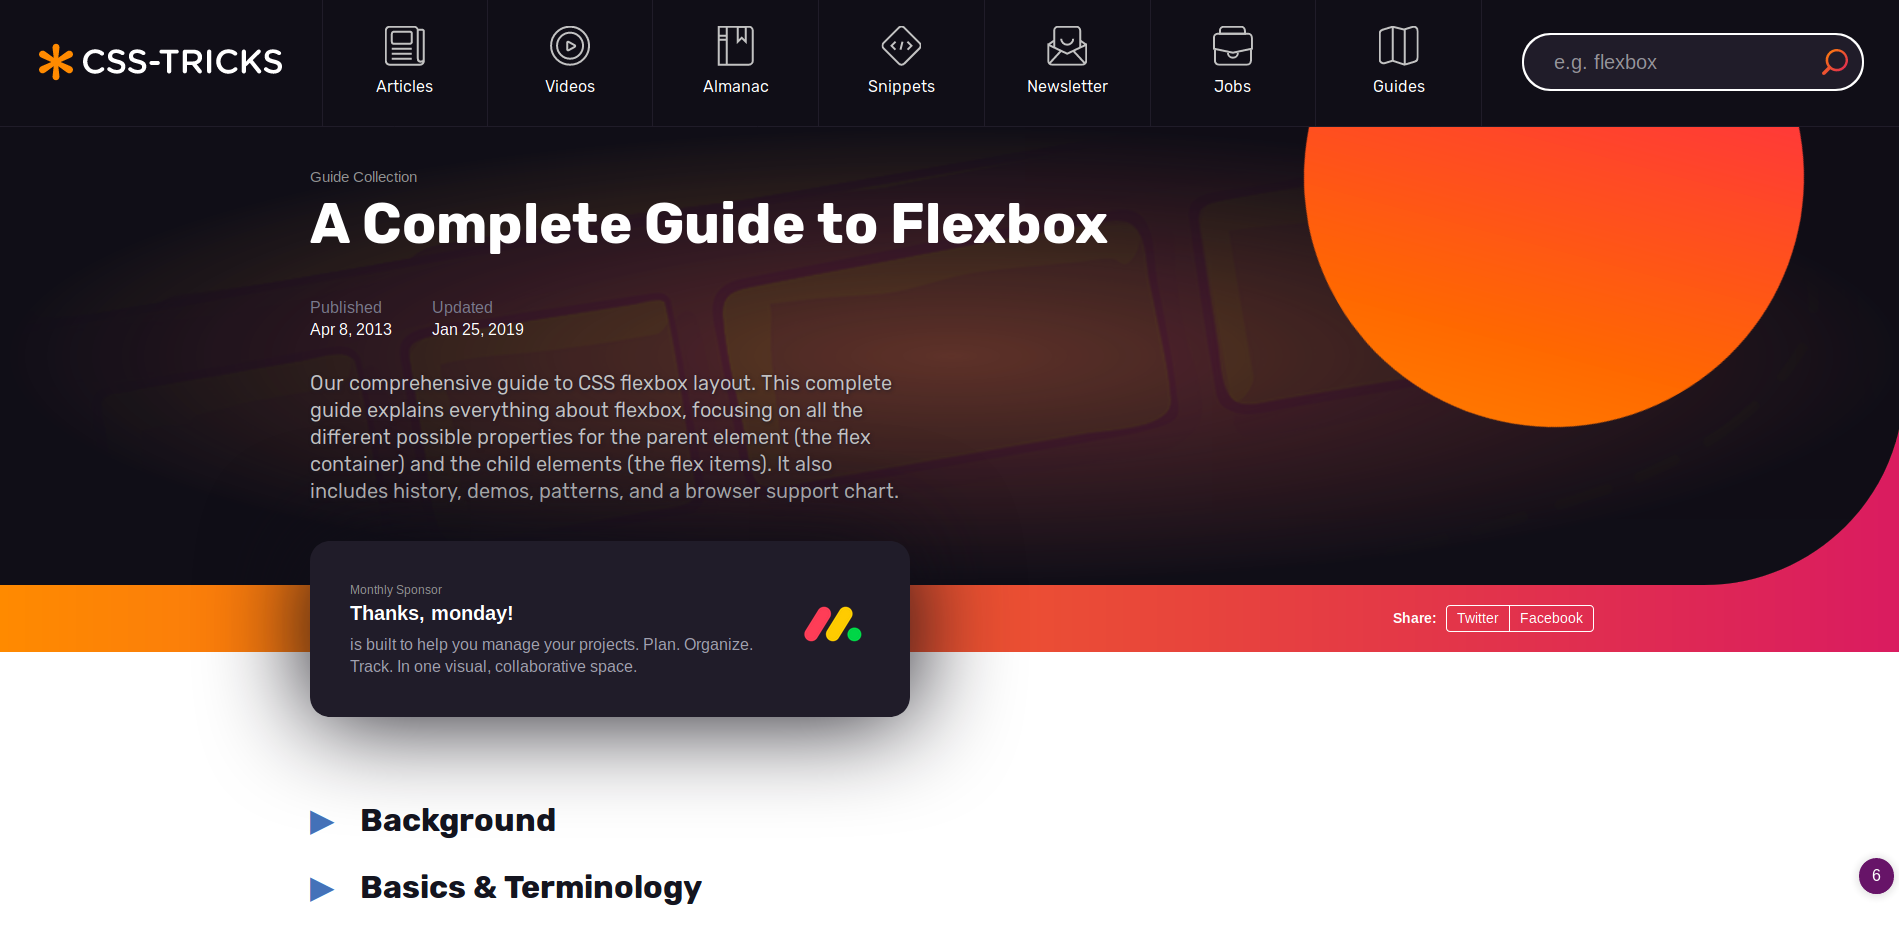 CSS-TRICKS
Articles
Videos
Almanac
Snippets
Newsletter
Jobs
Guides
e.g. flexbox
Guide Collection
A Complete Guide to Flexbox
Published
Updated
Apr 8, 2013
Jan 25, 2019
Our comprehensive guide to CSS flexbox layout. This complete
guide explains everything about flexbox, focusing on all the
different possible properties for the parent element (the flex
container) and the child elements (the flex items). It also
includes history, demos, patterns, and a browser support chart.
Monthly Sponsor
Thanks, monday!
is built to help you manage your projects. Plan. Organize.
Track. In one visual, collaborative space.
Share:
Twitter
Facebook
Background
Basics & Terminology
6